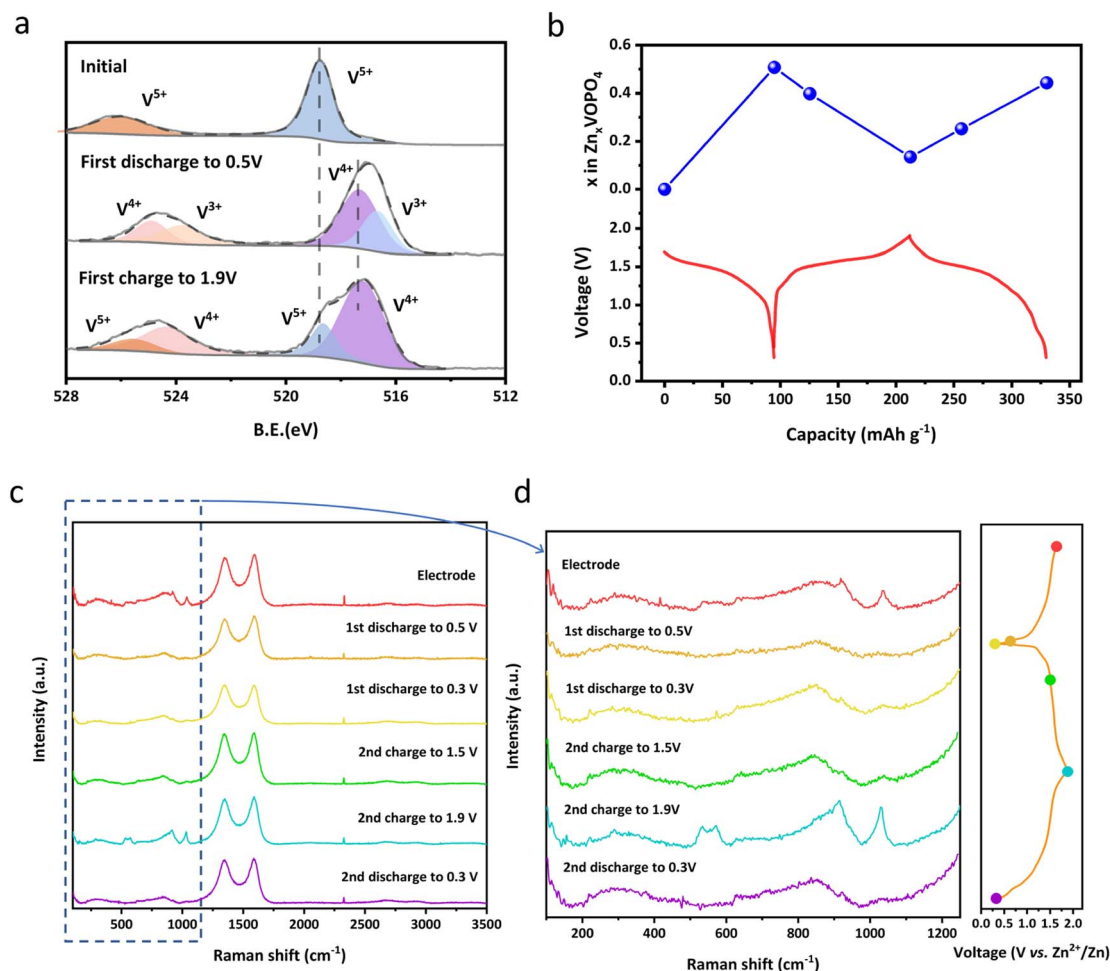 a
Initial
V⁵⁺
V⁵⁺
First discharge to 0.5V
V⁴⁺
V³⁺
V⁴⁺
V³⁺
First charge to 1.9V
V⁵⁺
V⁴⁺
V⁵⁺
V⁴⁺
528 524 520 516 512
B.E.(eV)
b
x in ZnₓVOPO₄
0.6
0.4
0.2
0.0
Voltage (V)
2.0
1.5
1.0
0.5
0.0
0 50 100 150 200 250 300 350
Capacity (mAh g⁻¹)
c
Intensity (a.u.)
Electrode
1st discharge to 0.5 V
1st discharge to 0.3 V
2nd charge to 1.5 V
2nd charge to 1.9 V
2nd discharge to 0.3 V
500 1000 1500 2000 2500 3000 3500
Raman shift (cm⁻¹)
d
Intensity (a.u.)
Electrode
1st discharge to 0.5V
1st discharge to 0.3V
2nd charge to 1.5V
2nd charge to 1.9V
2nd discharge to 0.3V
200 400 600 800 1000 1200
Raman shift (cm⁻¹)
0.0 0.5 1.0 1.5 2.0
Voltage (V vs. Zn²⁺/Zn)